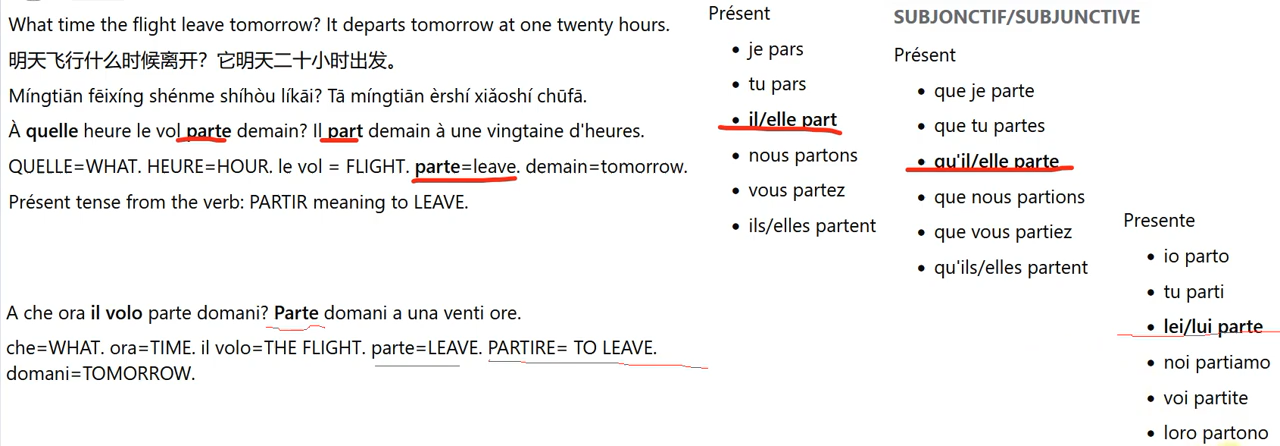 What time the flight leave tomorrow? It departs tomorrow at one twenty hours.
明天飞行什么时候离开？它明天二十小时出发。
Míngtiān fēixíng shénme shíhòu líkāi? Tā míngtiān èrshí xiǎoshí chūfā.
À quelle heure le vol parte demain? Il part demain à une vingtaine d'heures.
QUELLE=WHAT. HEURE=HOUR. le vol = FLIGHT. parte=leave. demain=tomorrow.
Présent tense from the verb: PARTIR meaning to LEAVE.
A che ora il volo parte domani? Parte domani a una venti ore.
che=WHAT. ora=TIME. il volo=THE FLIGHT. parte=LEAVE. PARTIRE= TO LEAVE.
domani=TOMORROW.
Présent
je pars
tu pars
il/elle part
nous partons
vous partez
ils/elles partent
SUBJONCTIF/SUBJUNCTIVE
Présent
que je parte
que tu partes
qu'il/elle parte
que nous partions
que vous partiez
qu'ils/elles partent
Presente
io parto
tu parti
lei/lui parte
noi partiamo
voi partite
loro partono